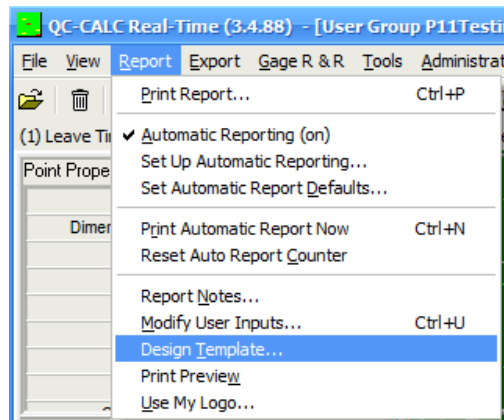 QC-CALC Real-Time (3.4.88) - [User Group P11Testi
File View Report Export Gage R & R Tools Administrat
Print Report... Ctrl+P
(1) Leave Ti
Automatic Reporting (on)
Set Up Automatic Reporting...
Point Prope
Set Automatic Report Defaults...
Dimer
Print Automatic Report Now Ctrl+N
Reset Auto Report Counter
Report Notes...
Modify User Inputs... Ctrl+U
Design Template...
Print Preview
Use My Logo...